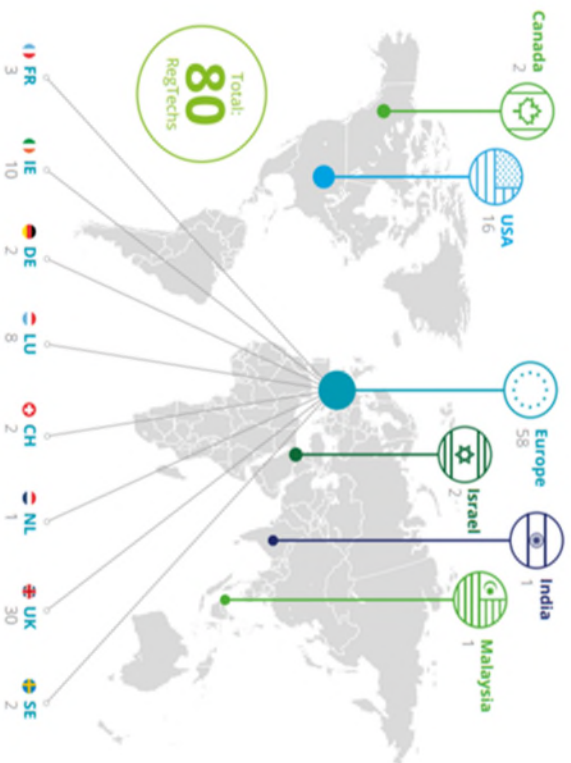 Canada
2
USA
16
Europe
58
Israel
2
India
1
Malaysia
1
Total:
80
RegTechs
FR
3
IE
10
DE
2
LU
8
CH
2
NL
1
UK
30
SE
2